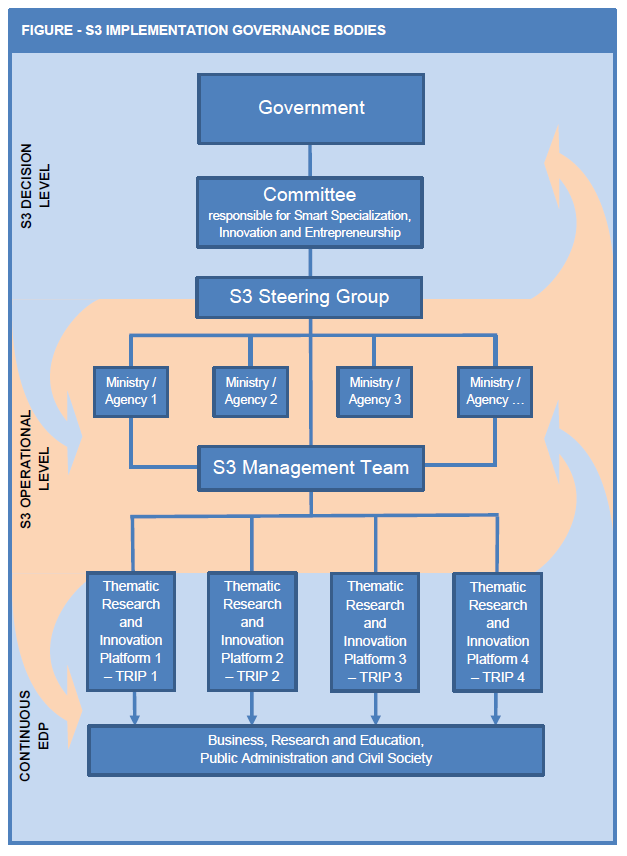 FIGURE - S3 IMPLEMENTATION GOVERNANCE BODIES
S3 DECISION
LEVEL
Government
Committee
responsible for Smart Specialization,
Innovation and Entrepreneurship
S3 Steering Group
S3 OPERATIONAL
LEVEL
Ministry /
Agency 1
Ministry /
Agency 2
Ministry /
Agency 3
Ministry /
Agency ...
S3 Management Team
Thematic
Research
and
Innovation
Platform 1
– TRIP 1
Thematic
Research
and
Innovation
Platform 2
– TRIP 2
Thematic
Research
and
Innovation
Platform 3
– TRIP 3
Thematic
Research
and
Innovation
Platform 4
– TRIP 4
CONTINUOUS
EDP
Business, Research and Education,
Public Administration and Civil Society